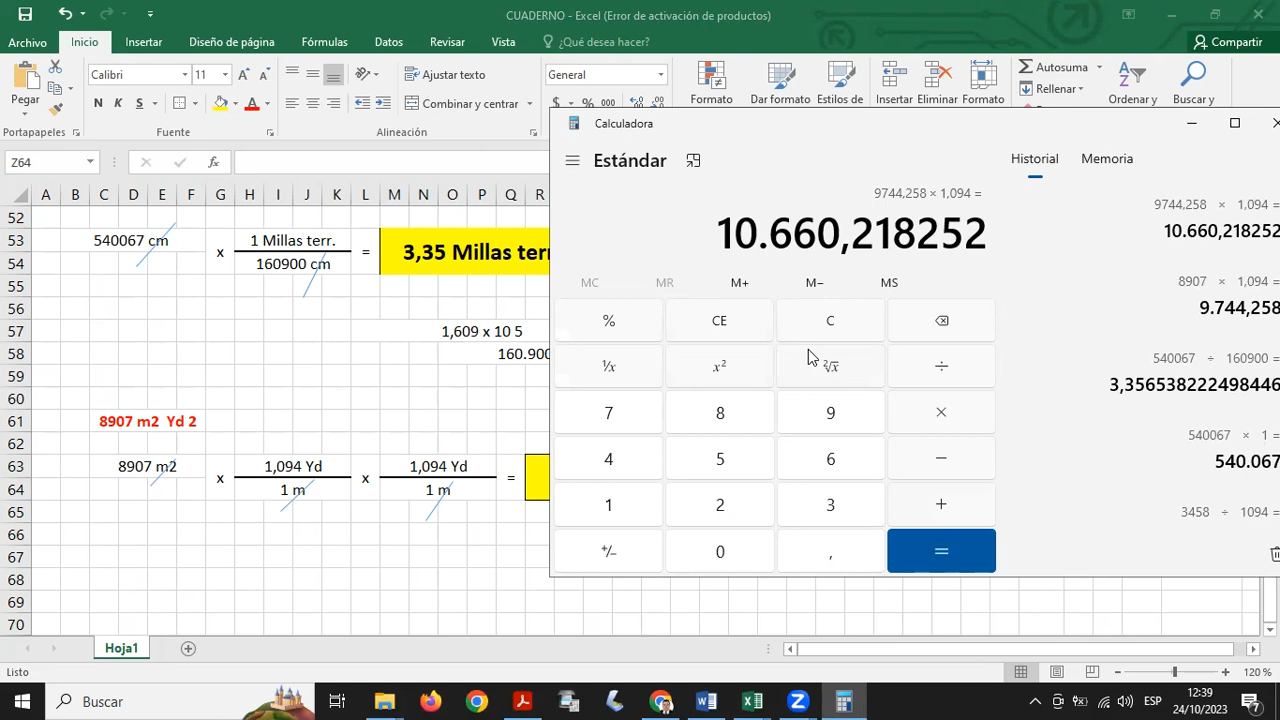 CUADERNO - Excel (Error de activación de productos)
Archivo Inicio Insertar Diseño de página Fórmulas Datos Revisar Vista ¿Qué desea hacer? Compartir
Pegar
Calibri 11
N K S
Ajustar texto
Combinar y centrar
General
$ % 000
Formato Dar formato Estilos de
Insertar Eliminar Formato
Autosuma
Rellenar
Ordenar y Buscar y
Portapapeles Fuente Alineación
Z64 fx
A B C D E F G H I J K L M N O P Q R
52
53 540067 cm x 1 Millas terr. = 3,35 Millas terr
54 160900 cm
55
56
57 1,609 x 10 5
58 160.900
59
60
61 8907 m2 Yd 2
62
63 8907 m2 x 1,094 Yd x 1,094 Yd =
64 1 m 1 m
65
66
67
68
69
70
Calculadora
Estándar
Historial Memoria
9744,258 × 1,094 =
10.660,218252
MC MR M+ M− MS
% CE C
⅟x x² ²√x ÷
7 8 9 ×
4 5 6 −
1 2 3 +
+/− 0 , =
9744,258 × 1,094 =
10.660,218252
8907 × 1,094 =
9.744,258
540067 ÷ 160900 =
3,356538222498446
540067 × 1 =
540.067
3458 ÷ 1094 =
Hoja1
Listo
120 %
Buscar
ESP
12:39
24/10/2023
7